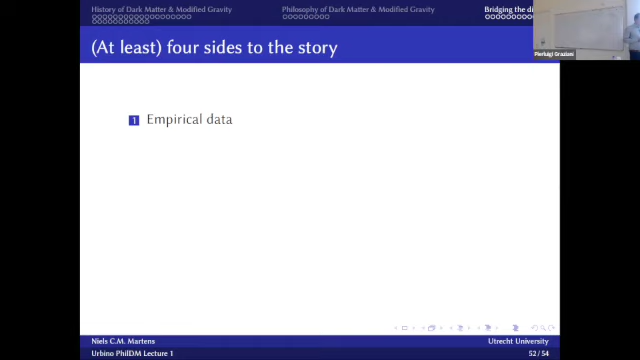 History of Dark Matter & Modified Gravity
Philosophy of Dark Matter & Modified Gravity
Bridging the di
Pierluigi Graziani
(At least) four sides to the story
1 Empirical data
Niels C.M. Martens
Utrecht University
Urbino PhilDM Lecture 1
52 / 54